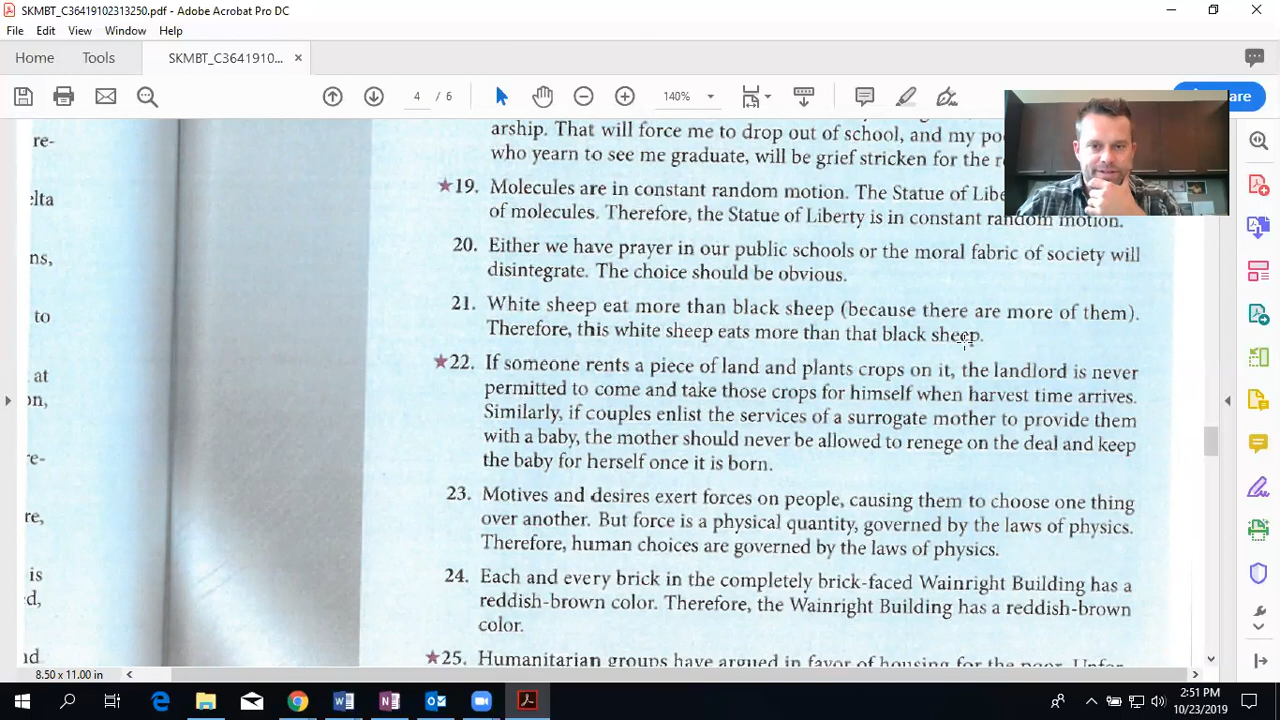 SKMBT_C36419102313250.pdf - Adobe Acrobat Pro DC
File Edit View Window Help
Home Tools SKMBT_C3641910... ×
4 / 6 140% Share
re-
elta
ns,
to
at
on,
re-
re,
is
d,
nd
arship. That will force me to drop out of school, and my
who yearn to see me graduate, will be grief stricken for the
★19. Molecules are in constant random motion. The Statue of
of molecules. Therefore, the Statue of Liberty is in constant random motion.
20. Either we have prayer in our public schools or the moral fabric of society will
disintegrate. The choice should be obvious.
21. White sheep eat more than black sheep (because there are more of them).
Therefore, this white sheep eats more than that black sheep.
★22. If someone rents a piece of land and plants crops on it, the landlord is never
permitted to come and take those crops for himself when harvest time arrives.
Similarly, if couples enlist the services of a surrogate mother to provide them
with a baby, the mother should never be allowed to renege on the deal and keep
the baby for herself once it is born.
23. Motives and desires exert forces on people, causing them to choose one thing
over another. But force is a physical quantity, governed by the laws of physics.
Therefore, human choices are governed by the laws of physics.
24. Each and every brick in the completely brick-faced Wainright Building has a
reddish-brown color. Therefore, the Wainright Building has a reddish-brown
color.
★25. Humanitarian groups have argued in favor of housing for the poor.
8.50 x 11.00 in
2:51 PM
10/23/2019